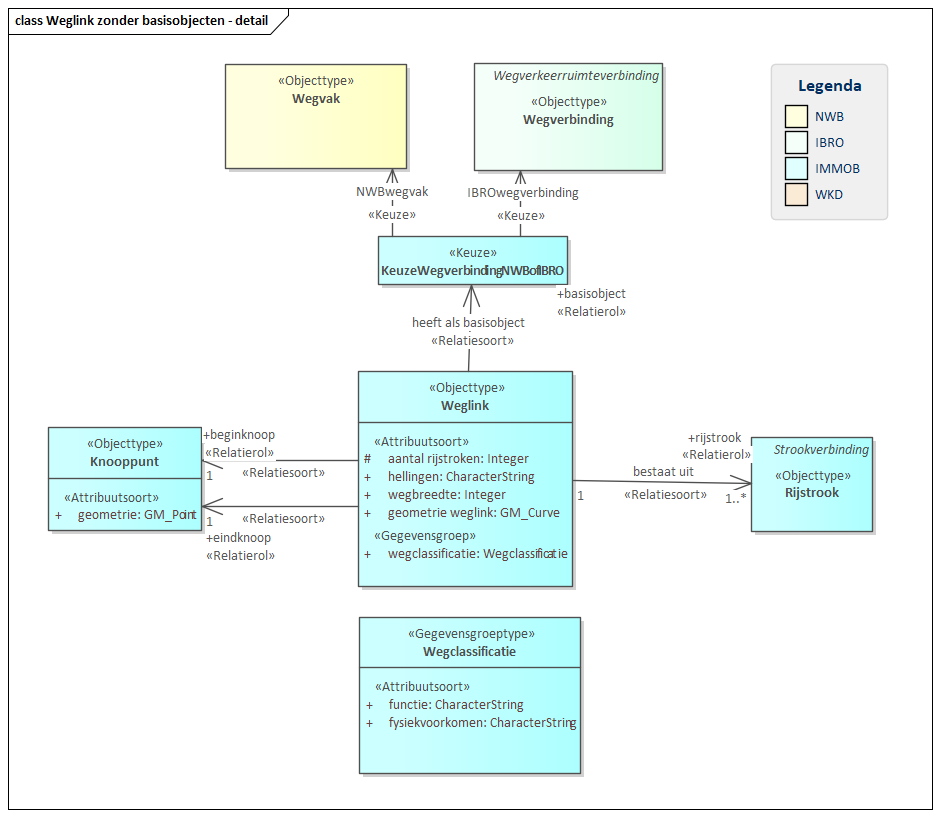 class Weglink zonder basisobjecten - detail
«Objecttype»
Wegvak
Wegverkeerruimteverbinding
«Objecttype»
Wegverbinding
Legenda
NWB
IBRO
IMMOB
WKD
NWBwegvak
«Keuze»
IBROwegverbinding
«Keuze»
«Keuze»
KeuzeWegverbindingNWBofIBRO
+basisobject
«Relatierol»
heeft als basisobject
«Relatiesoort»
«Objecttype»
Weglink
«Attribuutsoort»
# aantal rijstroken: Integer
+ hellingen: CharacterString
+ wegbreedte: Integer
+ geometrie weglink: GM_Curve
«Gegevensgroep»
+ wegclassificatie: Wegclassificatie
«Objecttype»
Knooppunt
«Attribuutsoort»
+ geometrie: GM_Point
+beginknoop
«Relatierol»
1
«Relatiesoort»
1
«Relatiesoort»
+eindknoop
«Relatierol»
1
bestaat uit
«Relatiesoort»
+rijstrook
«Relatierol»
1..*
Strookverbinding
«Objecttype»
Rijstrook
«Gegevensgroeptype»
Wegclassificatie
«Attribuutsoort»
+ functie: CharacterString
+ fysiekvoorkomen: CharacterString